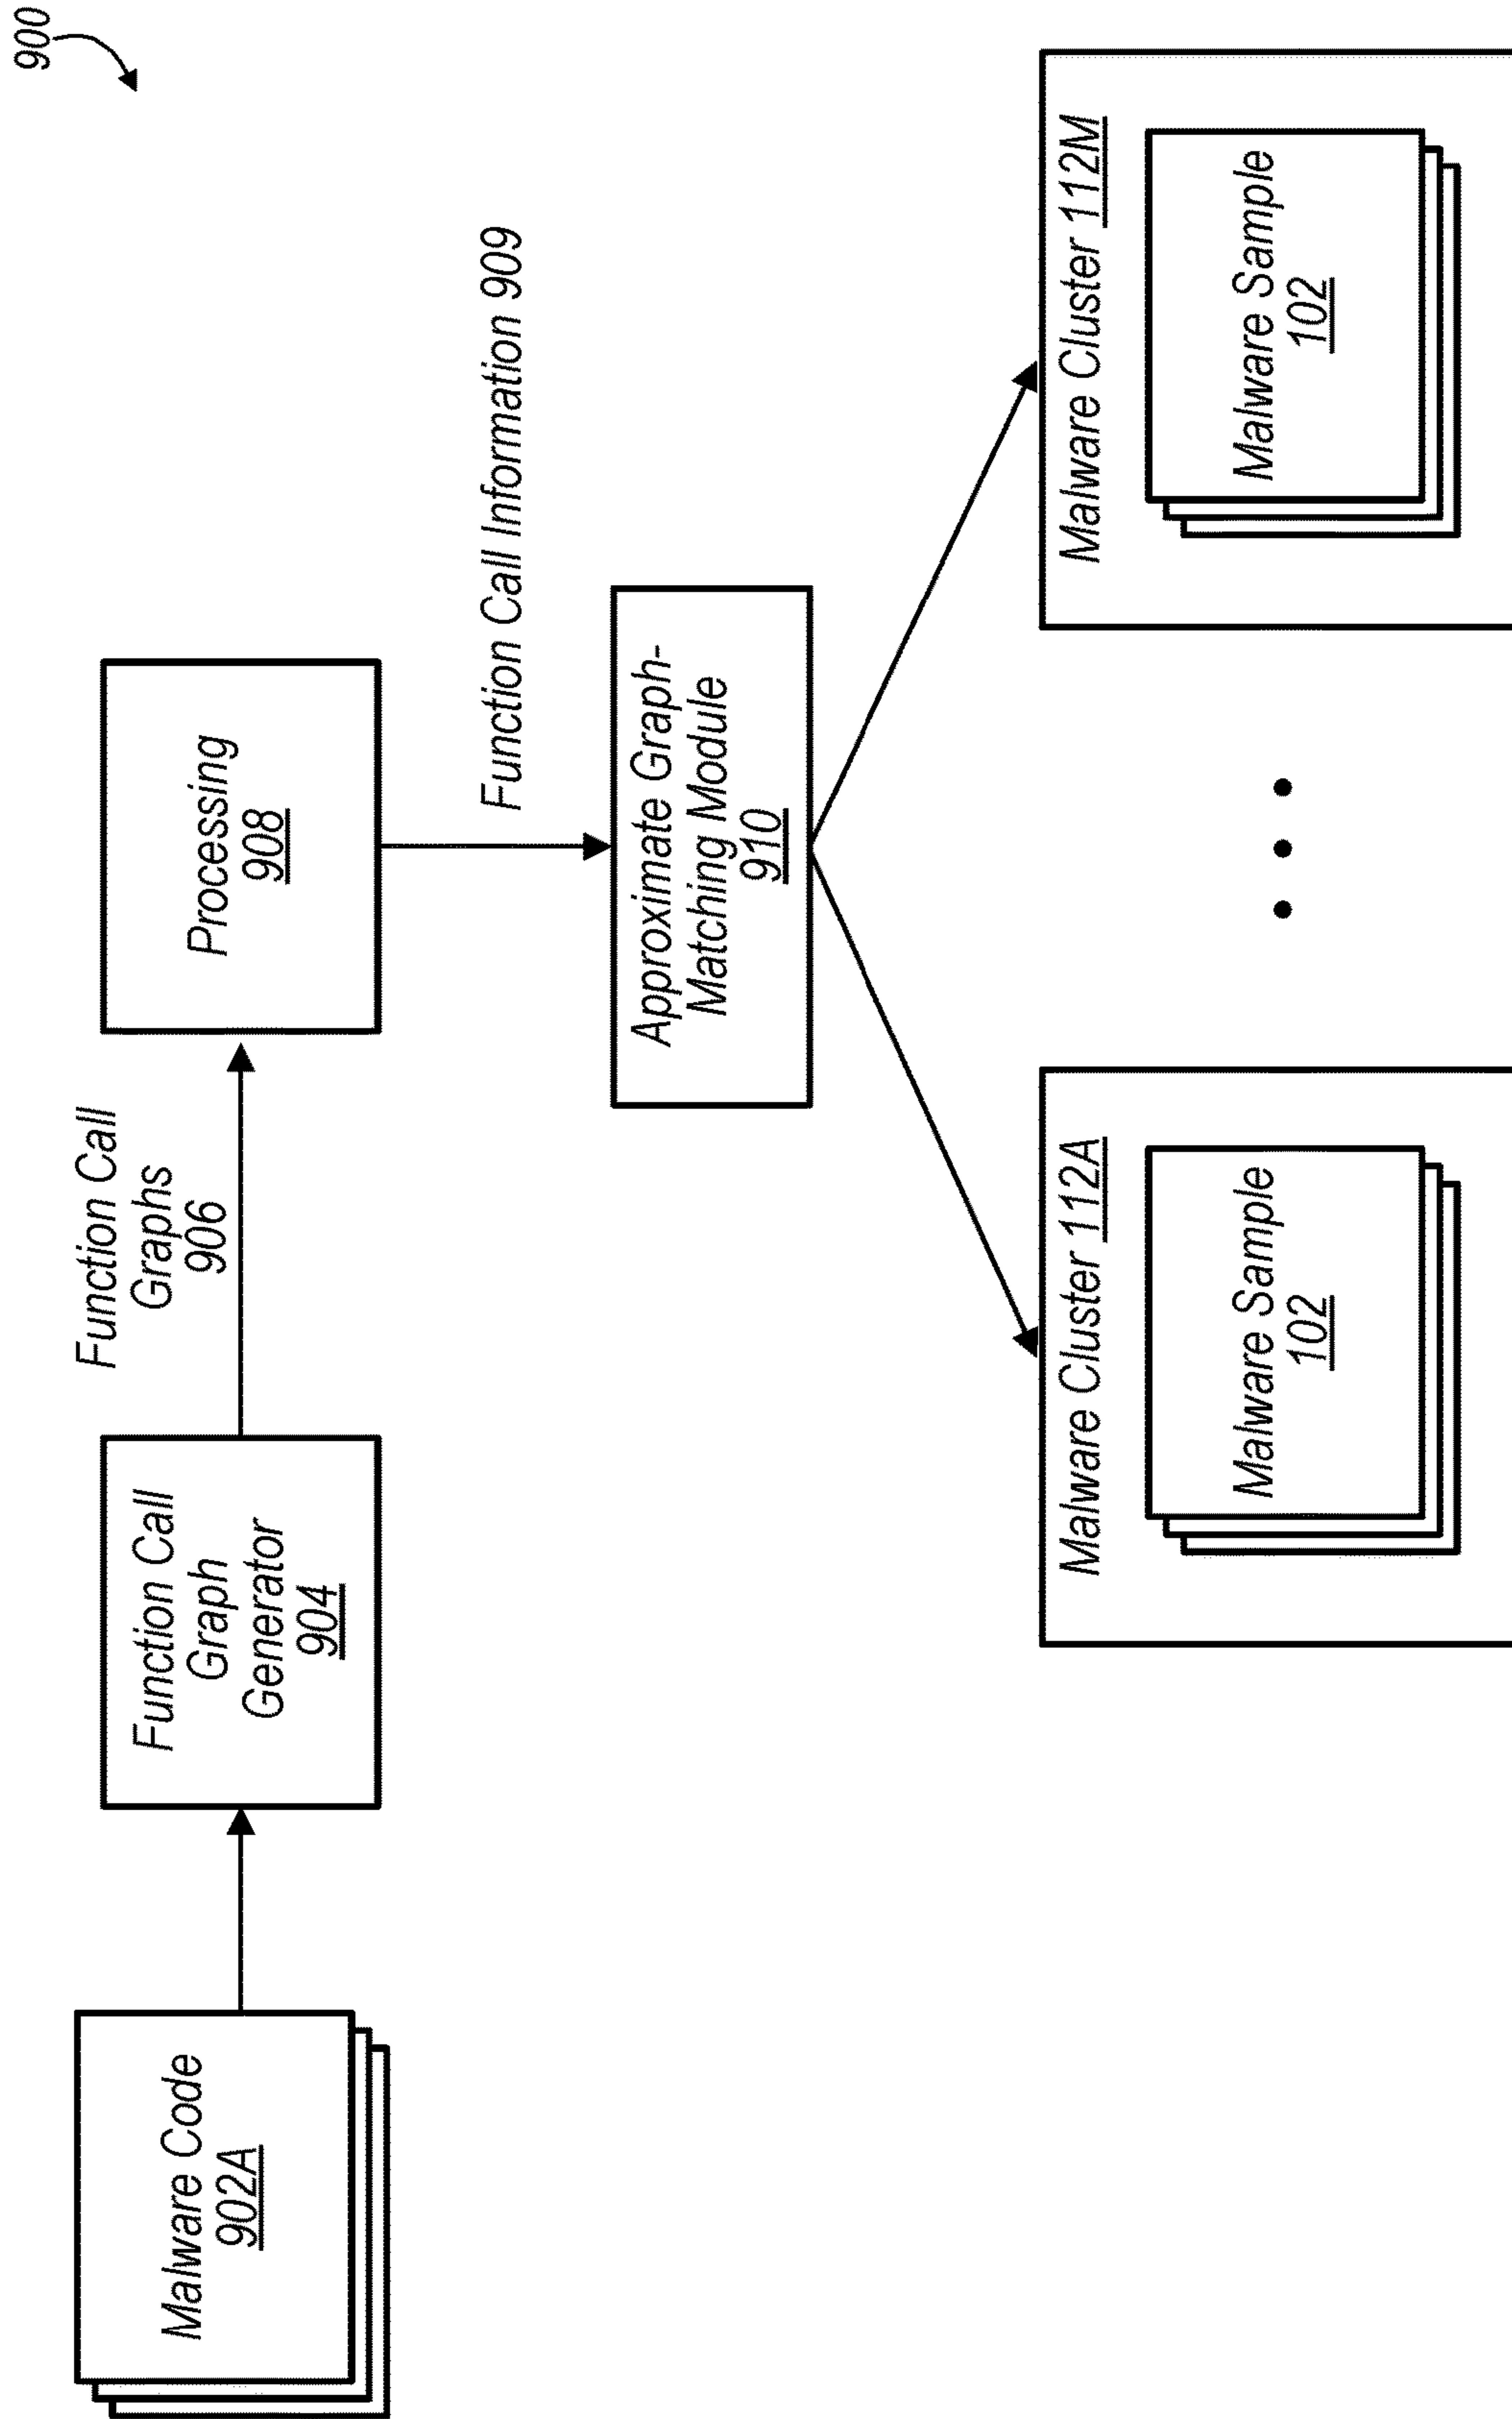 900
Malware Code
902A
Function Call
Graph
Generator
904
Function Call
Graphs
906
Processing
908
Function Call Information 909
Approximate Graph-
Matching Module
910
Malware Cluster 112A
Malware Sample
102
Malware Cluster 112M
Malware Sample
102